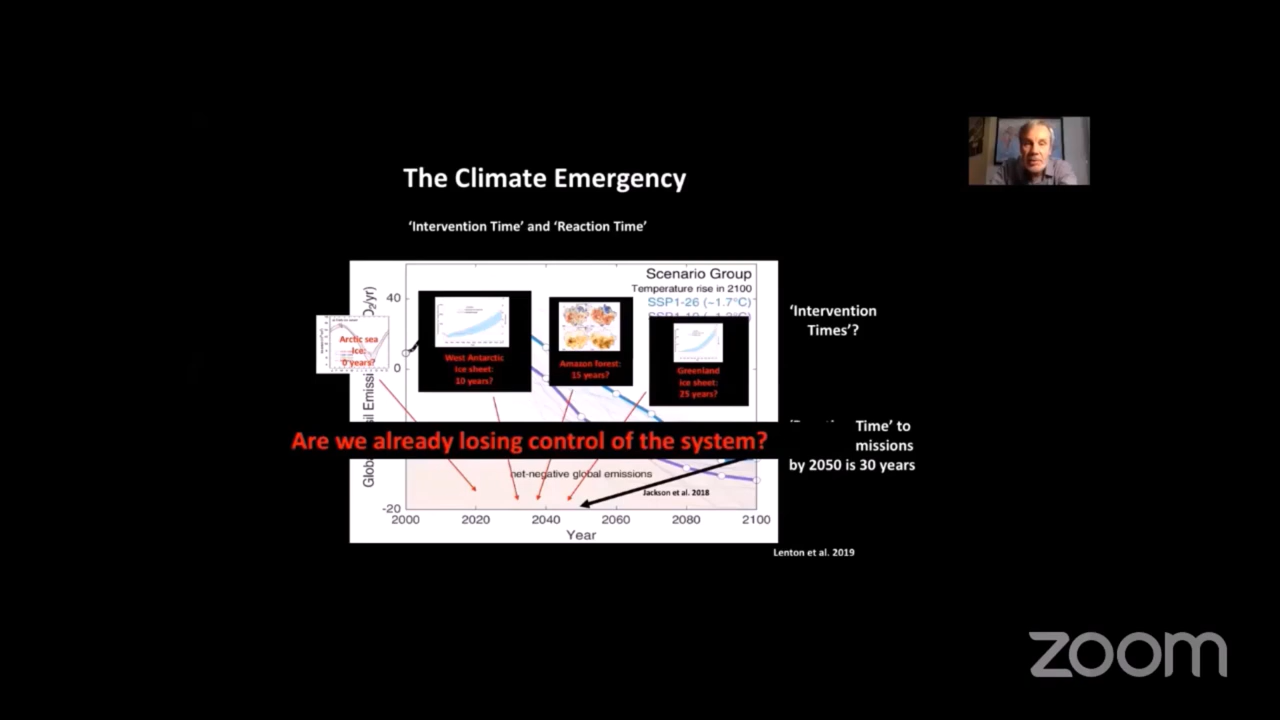 The Climate Emergency
‘Intervention Time’ and ‘Reaction Time’
Scenario Group
Temperature rise in 2100
SSP1-26 (~1.7°C)
40
0
-20
Arctic sea
Ice:
0 years?
West Antarctic
Ice sheet:
10 years?
Amazon forest:
15 years?
Greenland
ice sheet:
25 years?
‘Intervention
Times’?
Are we already losing control of the system?
Time’ to
missions
by 2050 is 30 years
net-negative global emissions
Jackson et al. 2018
2000 2020 2040 2060 2080 2100
Year
Lenton et al. 2019
zoom